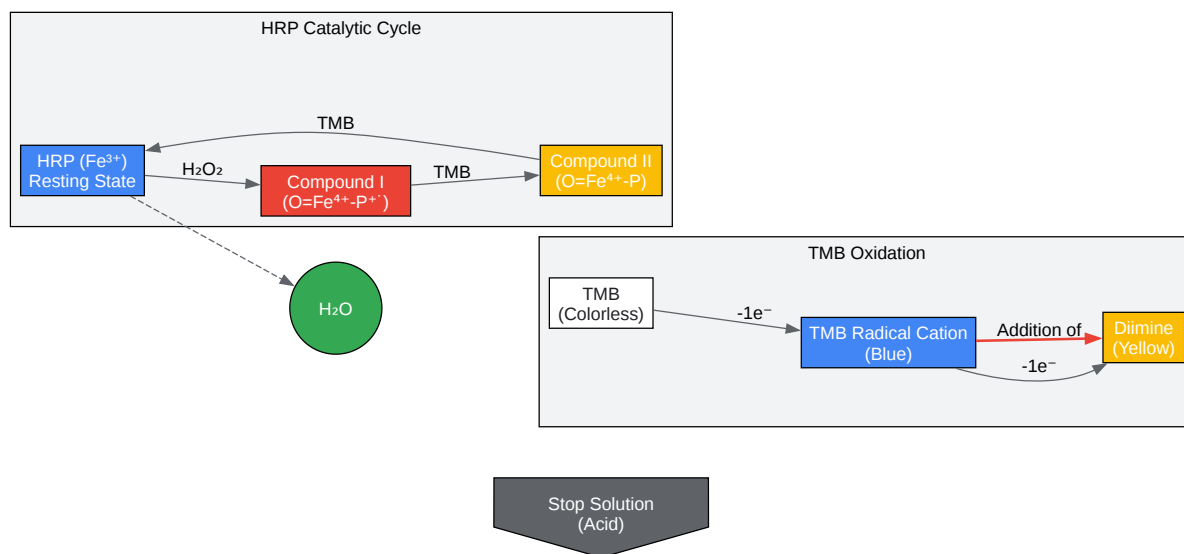 HRP Catalytic Cycle
TMB
HRP (Fe³⁺)
Resting State
H₂O₂
Compound I
(O=Fe⁴⁺-P⁺˙)
TMB
Compound II
(O=Fe⁴⁺-P)
H₂O
TMB Oxidation
TMB
(Colorless)
-1e⁻
TMB Radical Cation
(Blue)
Addition of
-1e⁻
Diimine
(Yellow)
Stop Solution
(Acid)